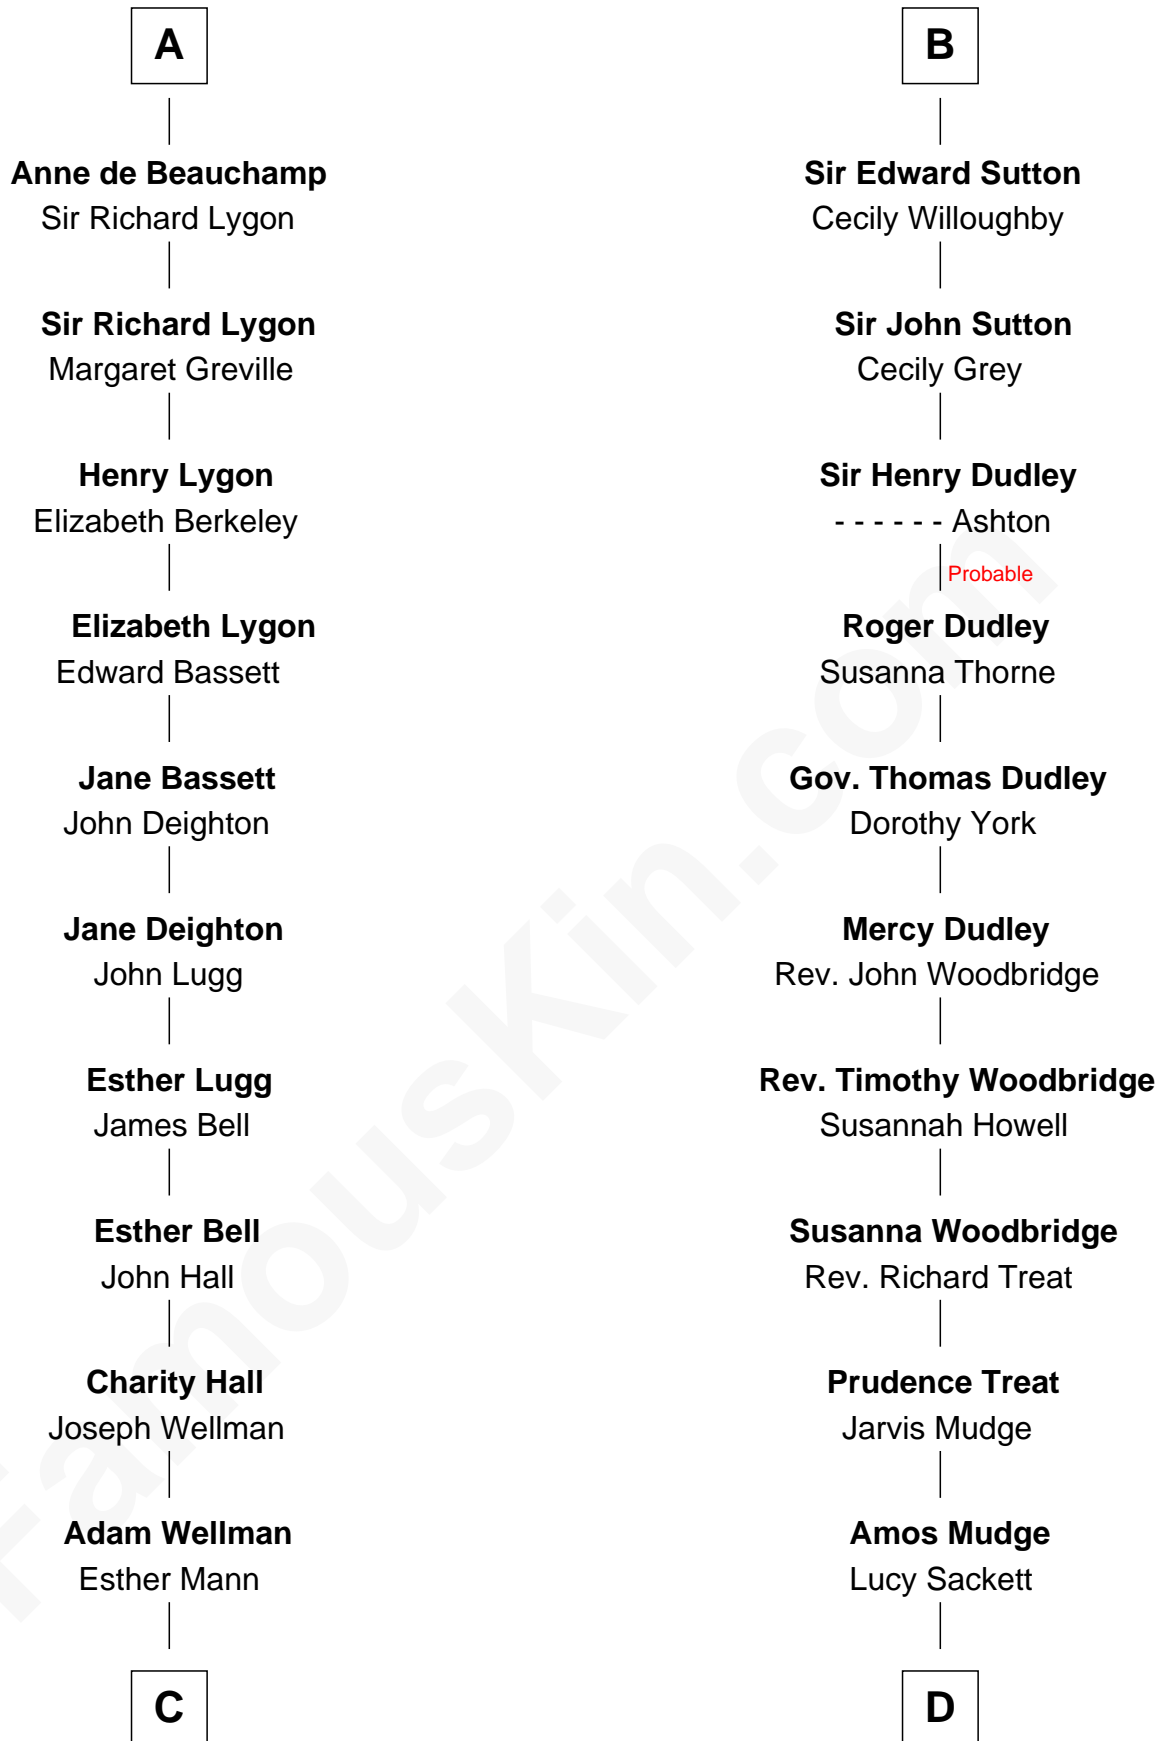 A
Anne de Beauchamp
Sir Richard Lygon
Sir Richard Lygon
Margaret Greville
Henry Lygon
Elizabeth Berkeley
Elizabeth Lygon
Edward Bassett
Jane Bassett
John Deighton
Jane Deighton
John Lugg
Esther Lugg
James Bell
Esther Bell
John Hall
Charity Hall
Joseph Wellman
Adam Wellman
Esther Mann
C
B
Sir Edward Sutton
Cecily Willoughby
Sir John Sutton
Cecily Grey
Sir Henry Dudley
- - - - - - Ashton
Probable
Roger Dudley
Susanna Thorne
Gov. Thomas Dudley
Dorothy York
Mercy Dudley
Rev. John Woodbridge
Rev. Timothy Woodbridge
Susannah Howell
Susanna Woodbridge
Rev. Richard Treat
Prudence Treat
Jarvis Mudge
Amos Mudge
Lucy Sackett
D
FamousKin.com